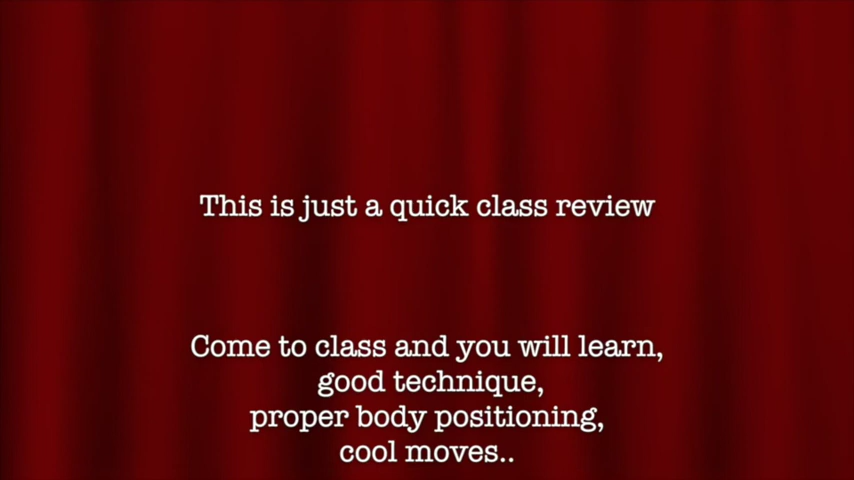 This is just a quick class review
Come to class and you will learn,
good technique,
proper body positioning,
cool moves..